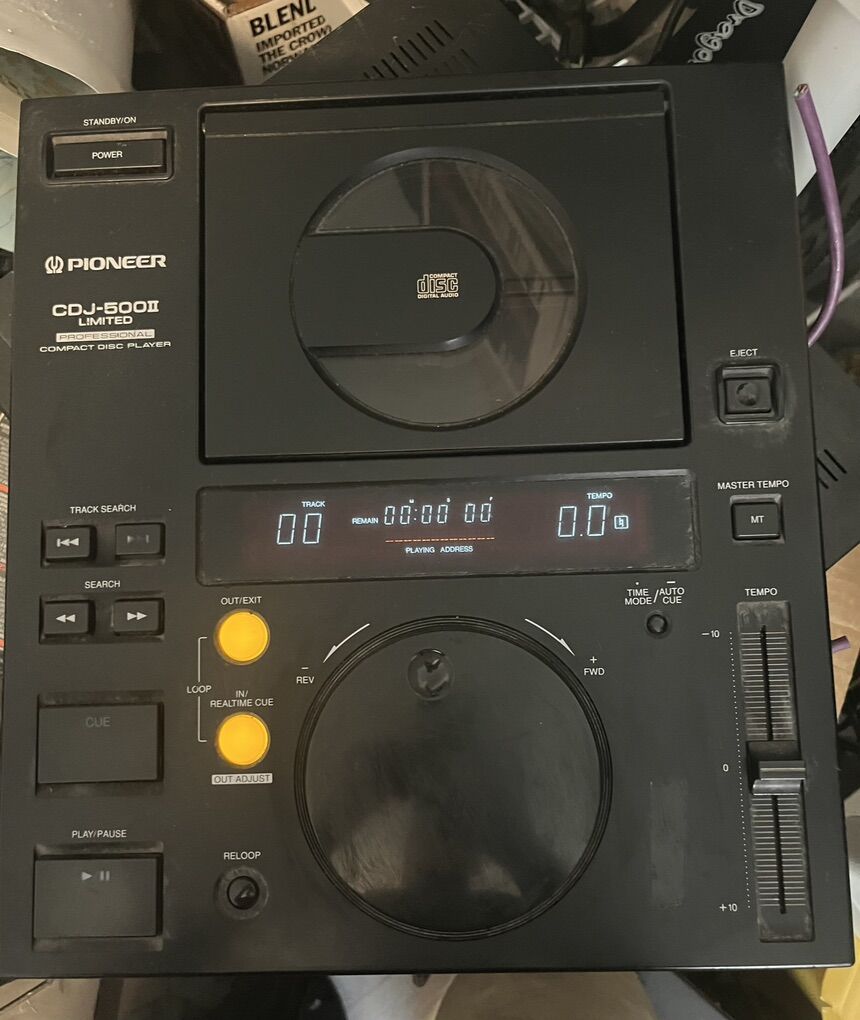 BLEND
IMPORTED
THE CROW
STANDBY/ON
POWER
PIONEER
CDJ-500II
LIMITED
PROFESSIONAL
COMPACT DISC PLAYER
COMPACT
disc
DIGITAL AUDIO
EJECT
TRACK SEARCH
MASTER TEMPO
MT
TRACK
00
REMAIN 00:00 00
M S F
PLAYING ADDRESS
TEMPO
0.0
SEARCH
OUT/EXIT
TIME MODE / AUTO CUE
TEMPO
−10
0
+10
−
REV
+
FWD
LOOP
IN/
REALTIME CUE
OUT ADJUST
CUE
PLAY/PAUSE
RELOOP